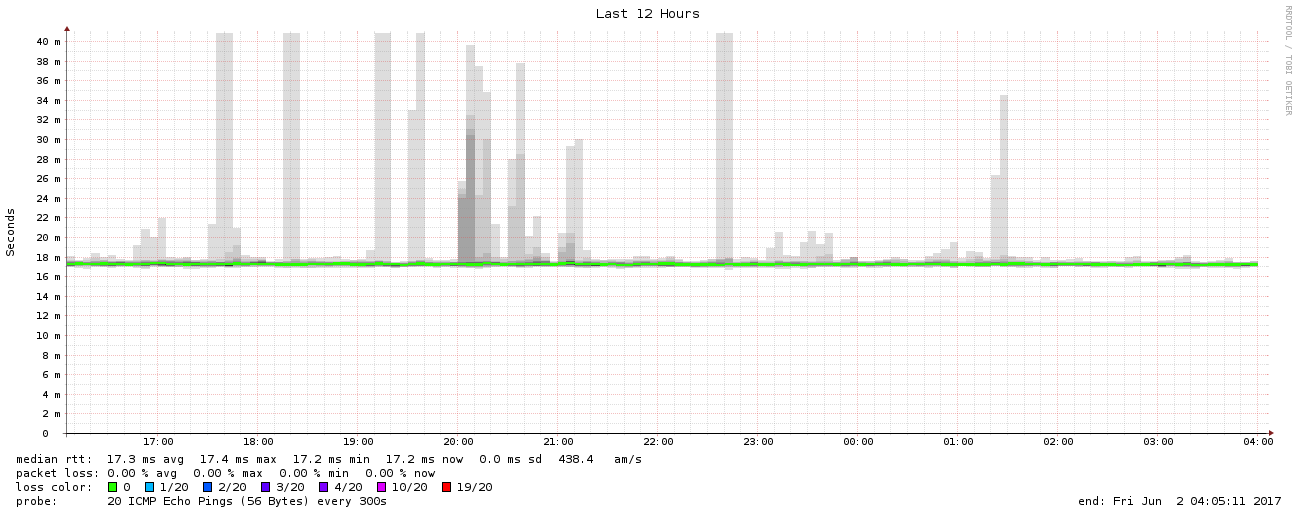 Last 12 Hours
RRDTOOL / TOBI OETIKER
Seconds
40 m
38 m
36 m
34 m
32 m
30 m
28 m
26 m
24 m
22 m
20 m
18 m
16 m
14 m
12 m
10 m
8 m
6 m
4 m
2 m
0
17:00 18:00 19:00 20:00 21:00 22:00 23:00 00:00 01:00 02:00 03:00 04:00
median rtt: 17.3 ms avg 17.4 ms max 17.2 ms min 17.2 ms now 0.0 ms sd 438.4 am/s
packet loss: 0.00 % avg 0.00 % max 0.00 % min 0.00 % now
loss color: 0 1/20 2/20 3/20 4/20 10/20 19/20
probe: 20 ICMP Echo Pings (56 Bytes) every 300s end: Fri Jun 2 04:05:11 2017